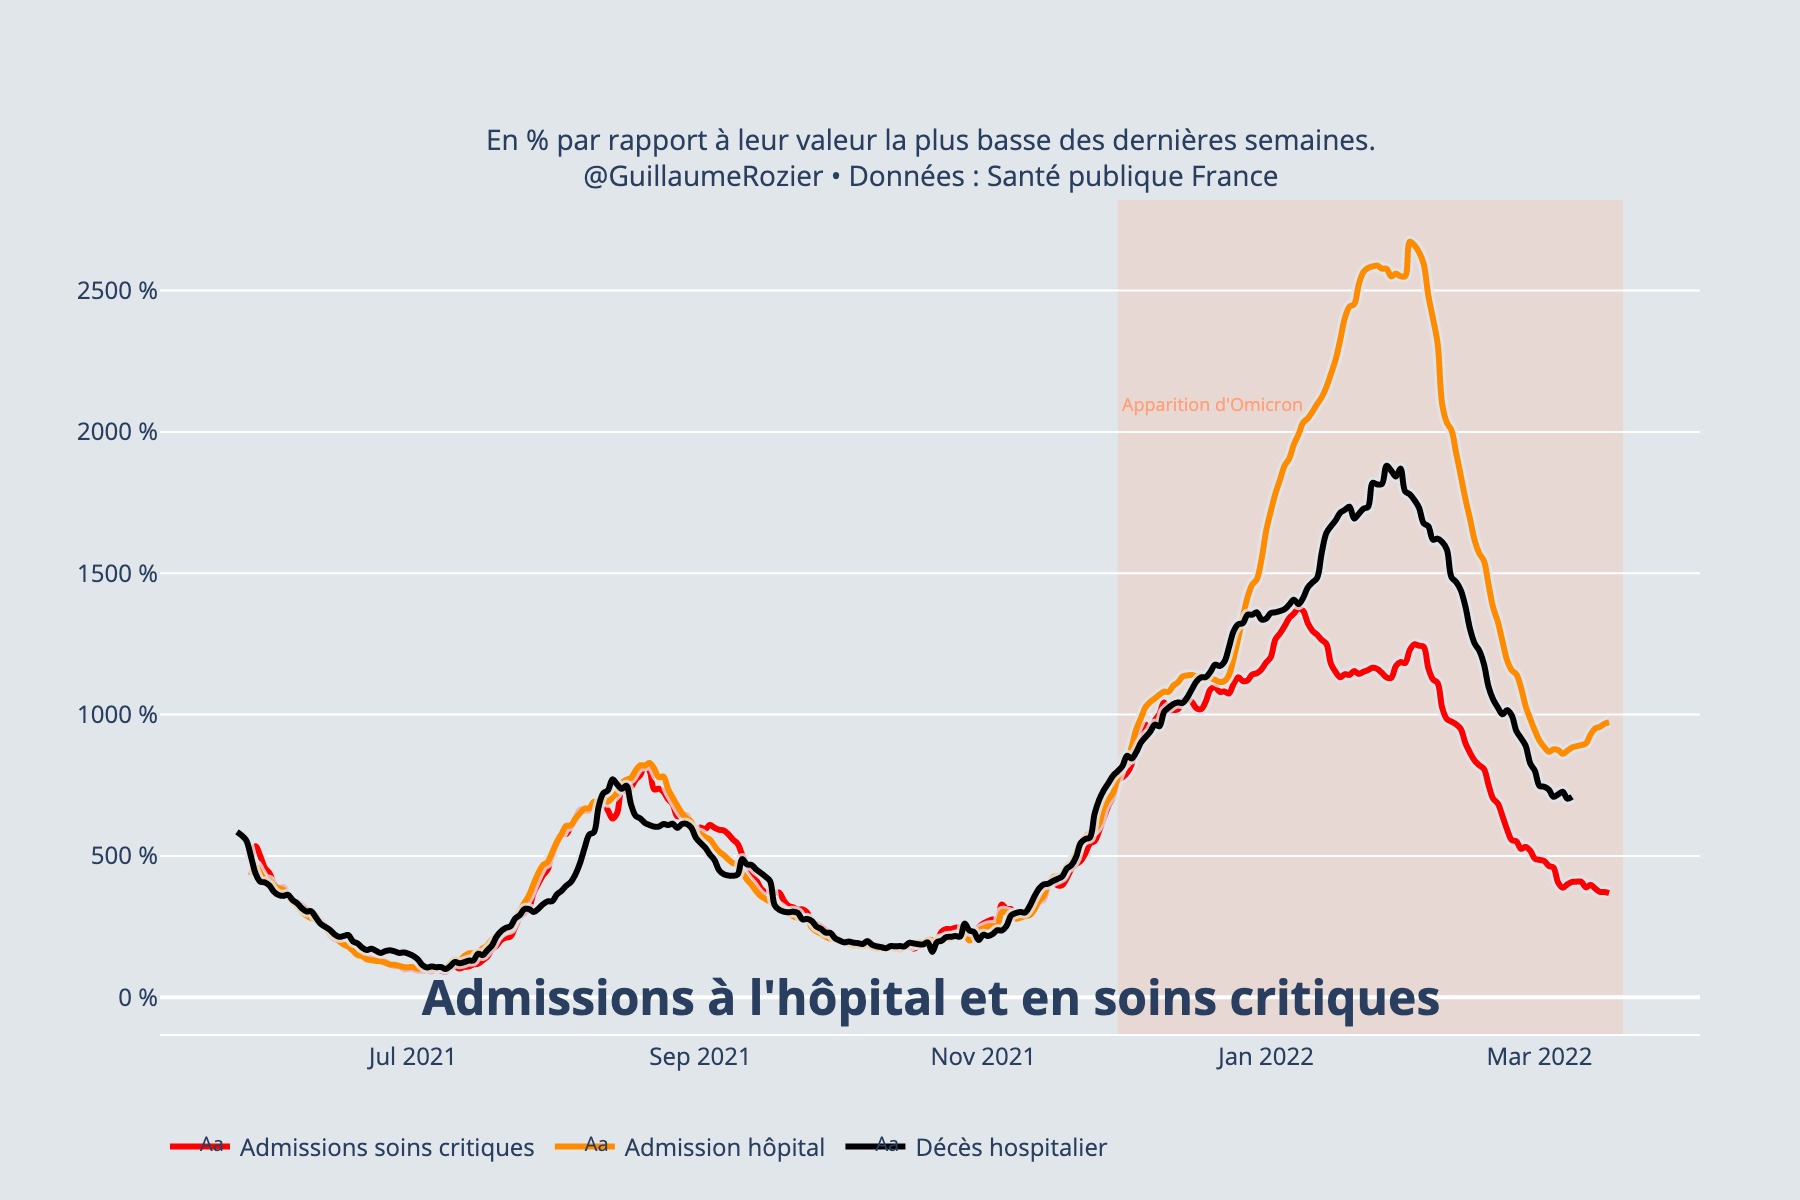 En % par rapport à leur valeur la plus basse des dernières semaines.
@GuillaumeRozier • Données : Santé publique France
2500 %
Apparition d'Omicron
2000 %
1500 %
1000 %
500 %
0 %
Admissions à l'hôpital et en soins critiques
Jul 2021
Sep 2021
Nov 2021
Jan 2022
Mar 2022
Aa Admissions soins critiques
Aa Admission hôpital
Aa Décès hospitalier